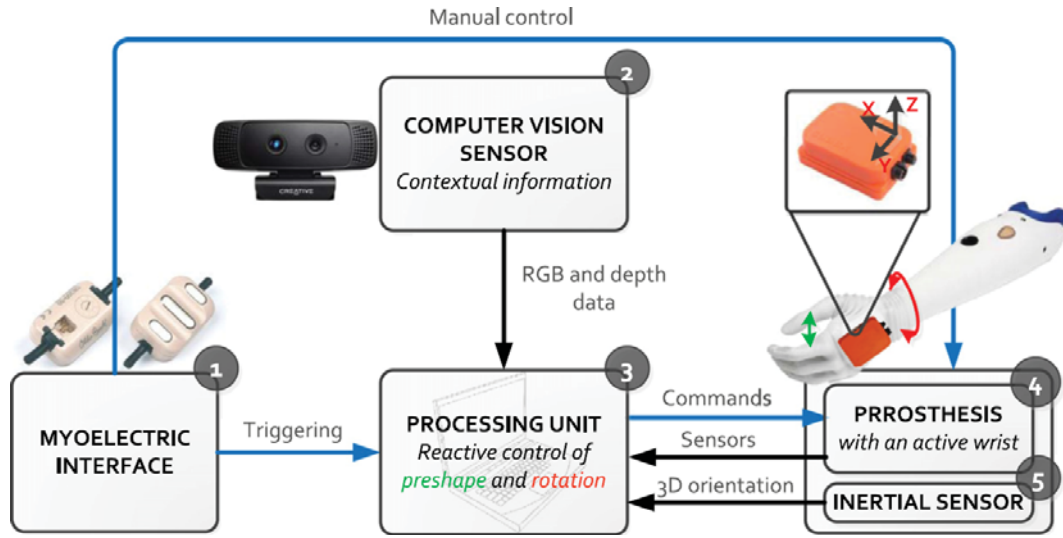 Manual control
2
COMPUTER VISION
SENSOR
Contextual information
CREATIVE
X
Z
Y
RGB and depth
data
1
MYOELECTRIC
INTERFACE
Triggering
3
PROCESSING UNIT
Reactive control of
preshape and rotation
Commands
Sensors
3D orientation
4
PRROSTHESIS
with an active wrist
5
INERTIAL SENSOR